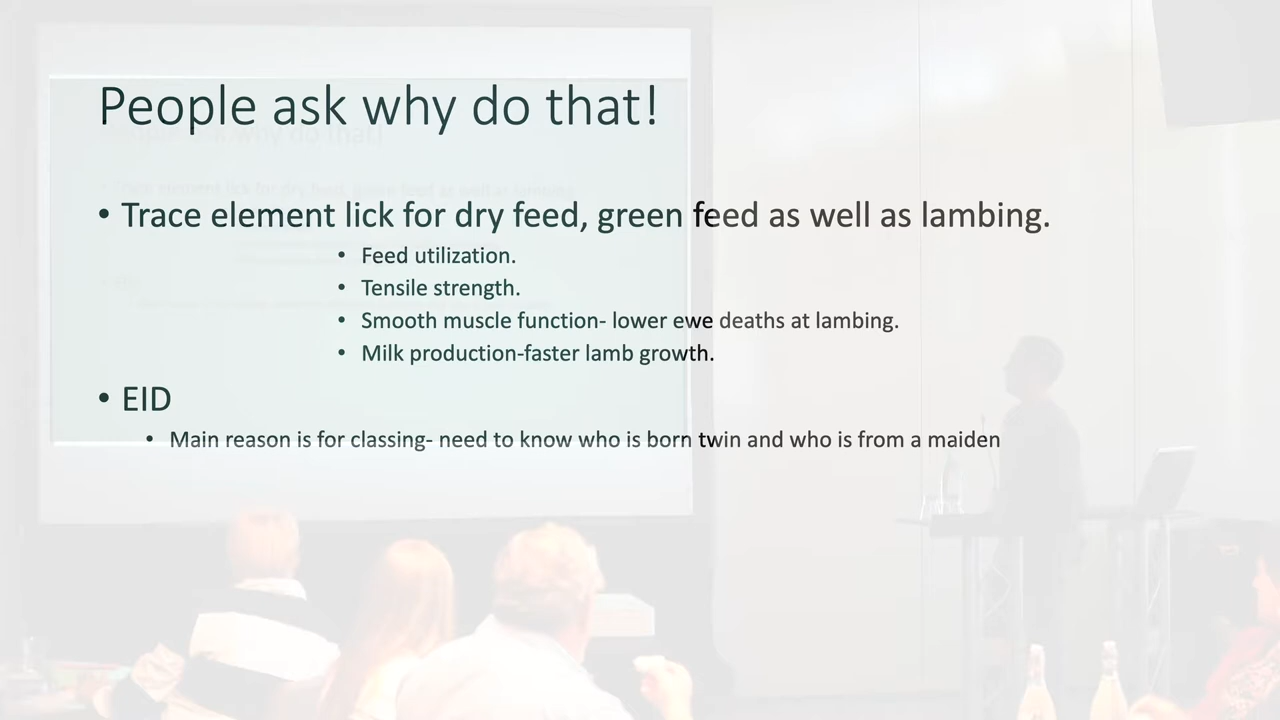 People ask why do that!
• Trace element lick for dry feed, green feed as well as lambing.
• Feed utilization.
• Tensile strength.
• Smooth muscle function- lower ewe deaths at lambing.
• Milk production-faster lamb growth.
• EID
• Main reason is for classing- need to know who is born twin and who is from a maiden